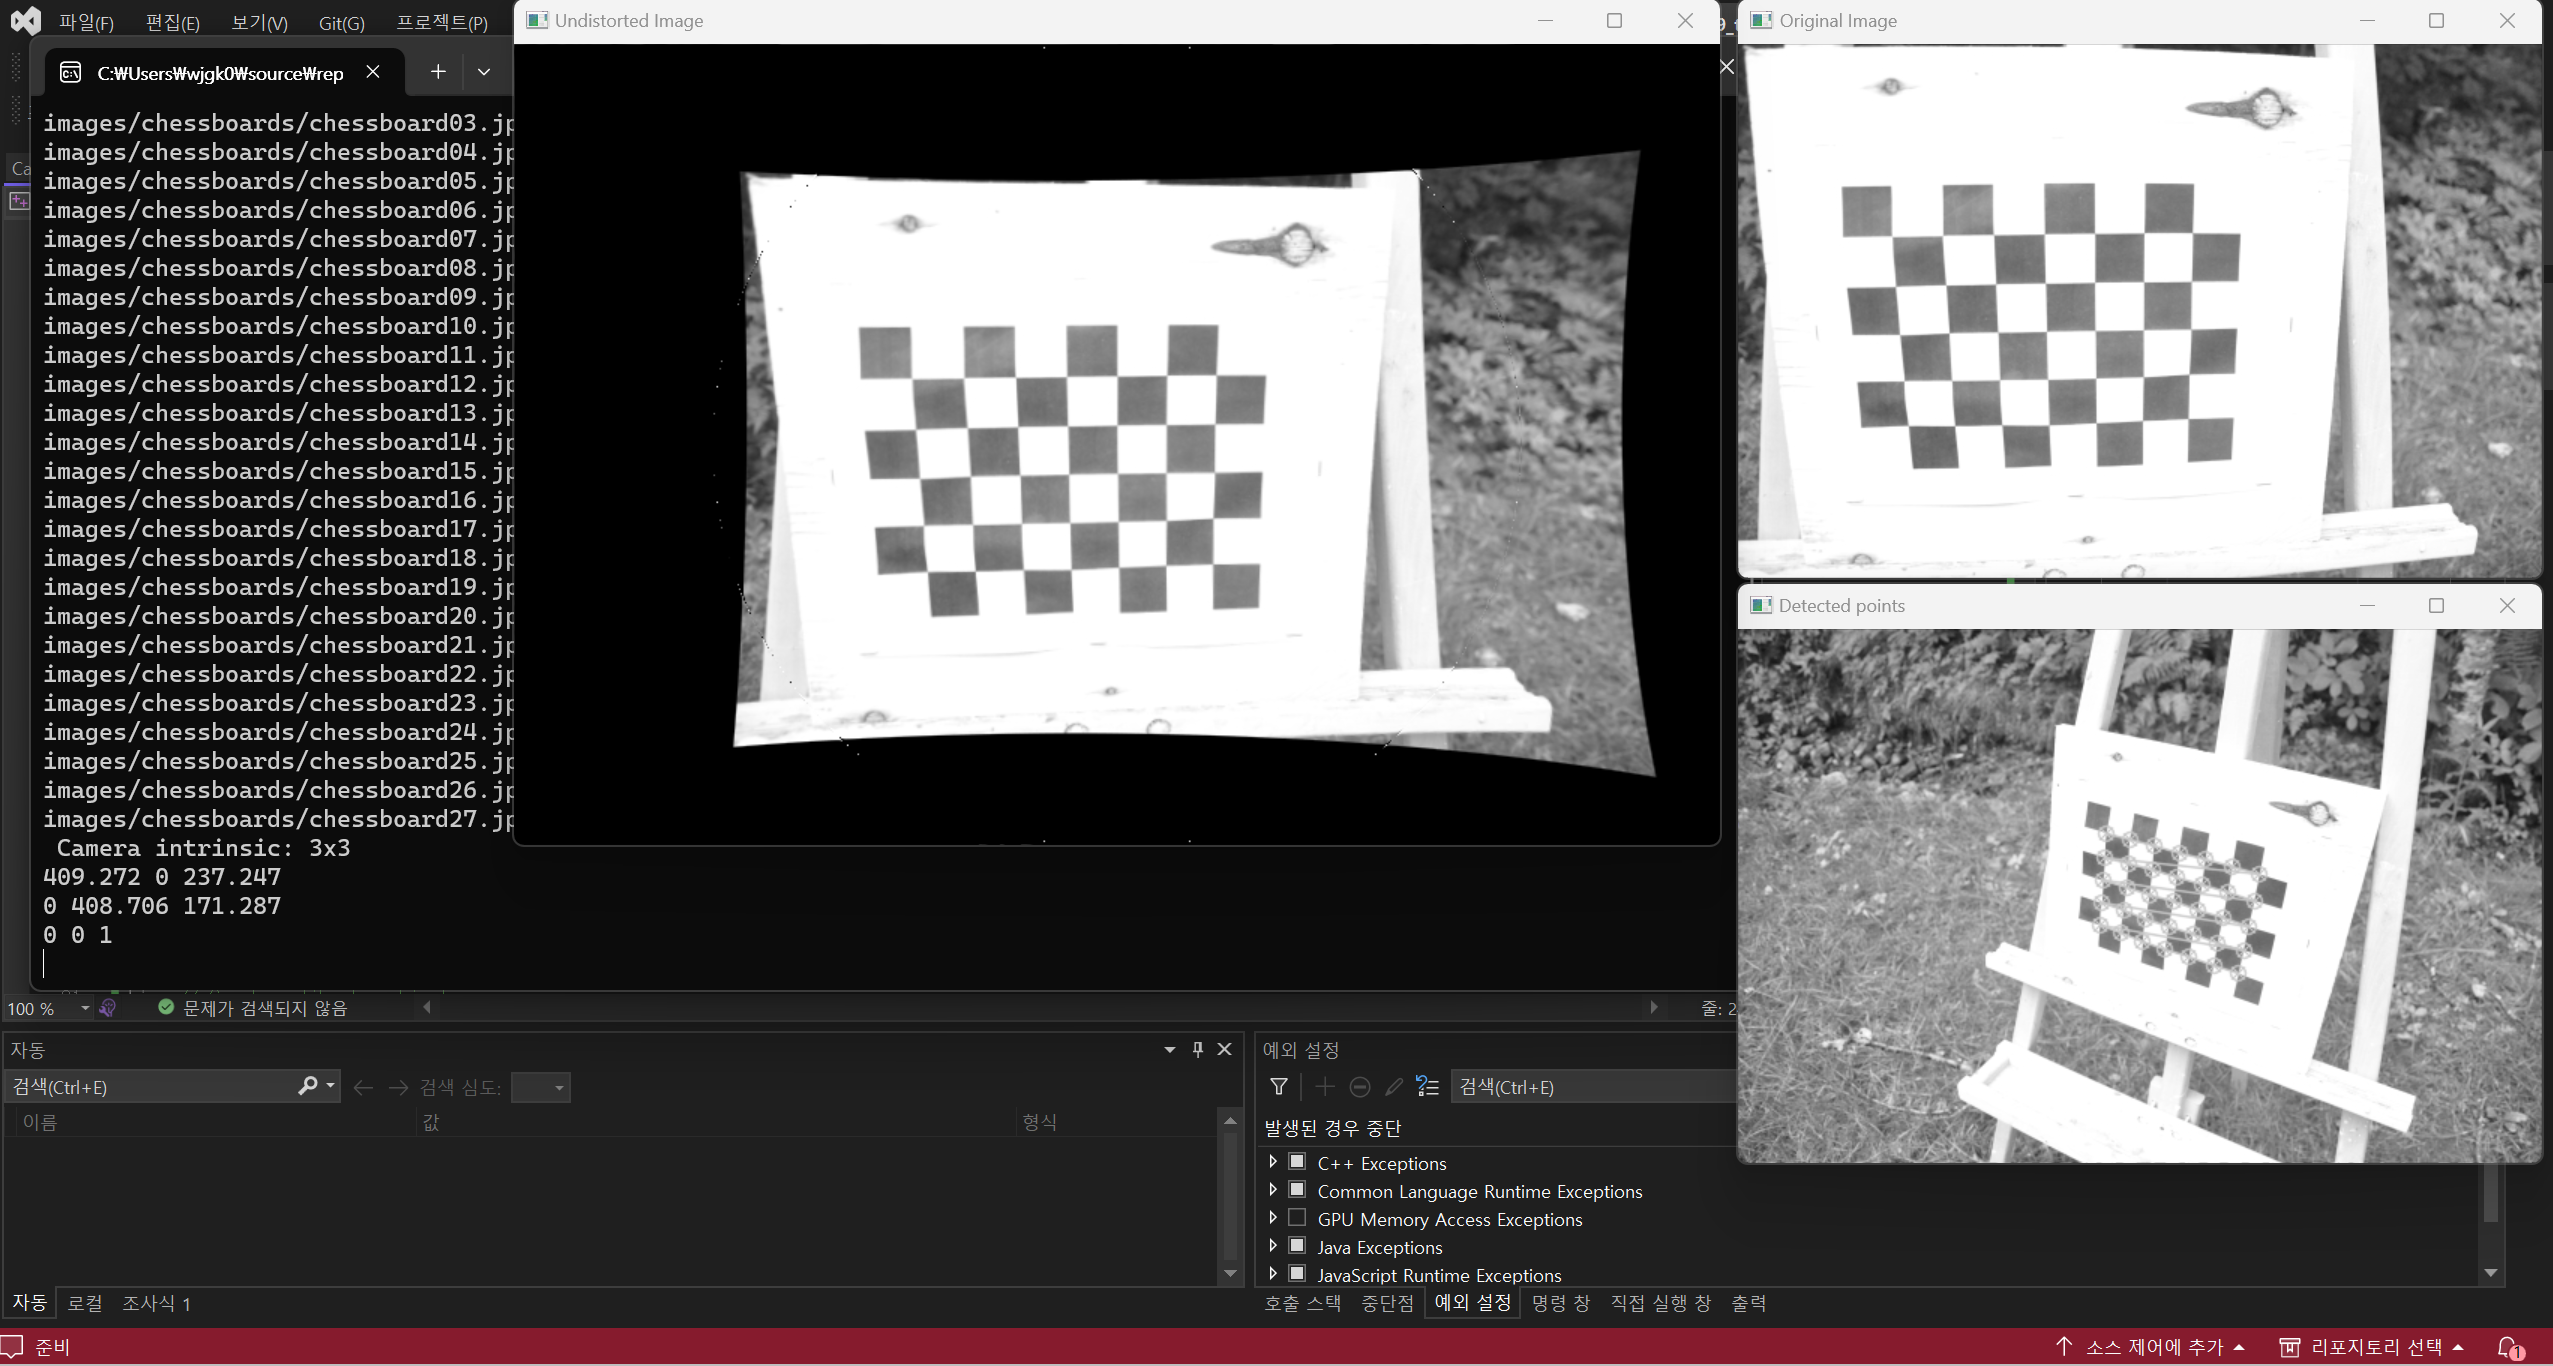 파일(F) 편집(E) 보기(V) Git(G) 프로젝트(P)
C:₩Users₩wjgk0₩source₩rep
images/chessboards/chessboard03.jp
images/chessboards/chessboard04.jp
images/chessboards/chessboard05.jp
images/chessboards/chessboard06.jp
images/chessboards/chessboard07.jp
images/chessboards/chessboard08.jp
images/chessboards/chessboard09.jp
images/chessboards/chessboard10.jp
images/chessboards/chessboard11.jp
images/chessboards/chessboard12.jp
images/chessboards/chessboard13.jp
images/chessboards/chessboard14.jp
images/chessboards/chessboard15.jp
images/chessboards/chessboard16.jp
images/chessboards/chessboard17.jp
images/chessboards/chessboard18.jp
images/chessboards/chessboard19.jp
images/chessboards/chessboard20.jp
images/chessboards/chessboard21.jp
images/chessboards/chessboard22.jp
images/chessboards/chessboard23.jp
images/chessboards/chessboard24.jp
images/chessboards/chessboard25.jp
images/chessboards/chessboard26.jp
images/chessboards/chessboard27.jp
Camera intrinsic: 3x3
409.272 0 237.247
0 408.706 171.287
0 0 1
Undistorted Image
Original Image
Detected points
Ca
100 % 문제가 검색되지 않음 줄: 2
자동
검색(Ctrl+E) 검색 심도:
이름 값 형식
자동 로컬 조사식 1
예외 설정
검색(Ctrl+E)
발생된 경우 중단
C++ Exceptions
Common Language Runtime Exceptions
GPU Memory Access Exceptions
Java Exceptions
JavaScript Runtime Exceptions
호출 스택 중단점 예외 설정 명령 창 직접 실행 창 출력
준비 소스 제어에 추가 리포지토리 선택 1